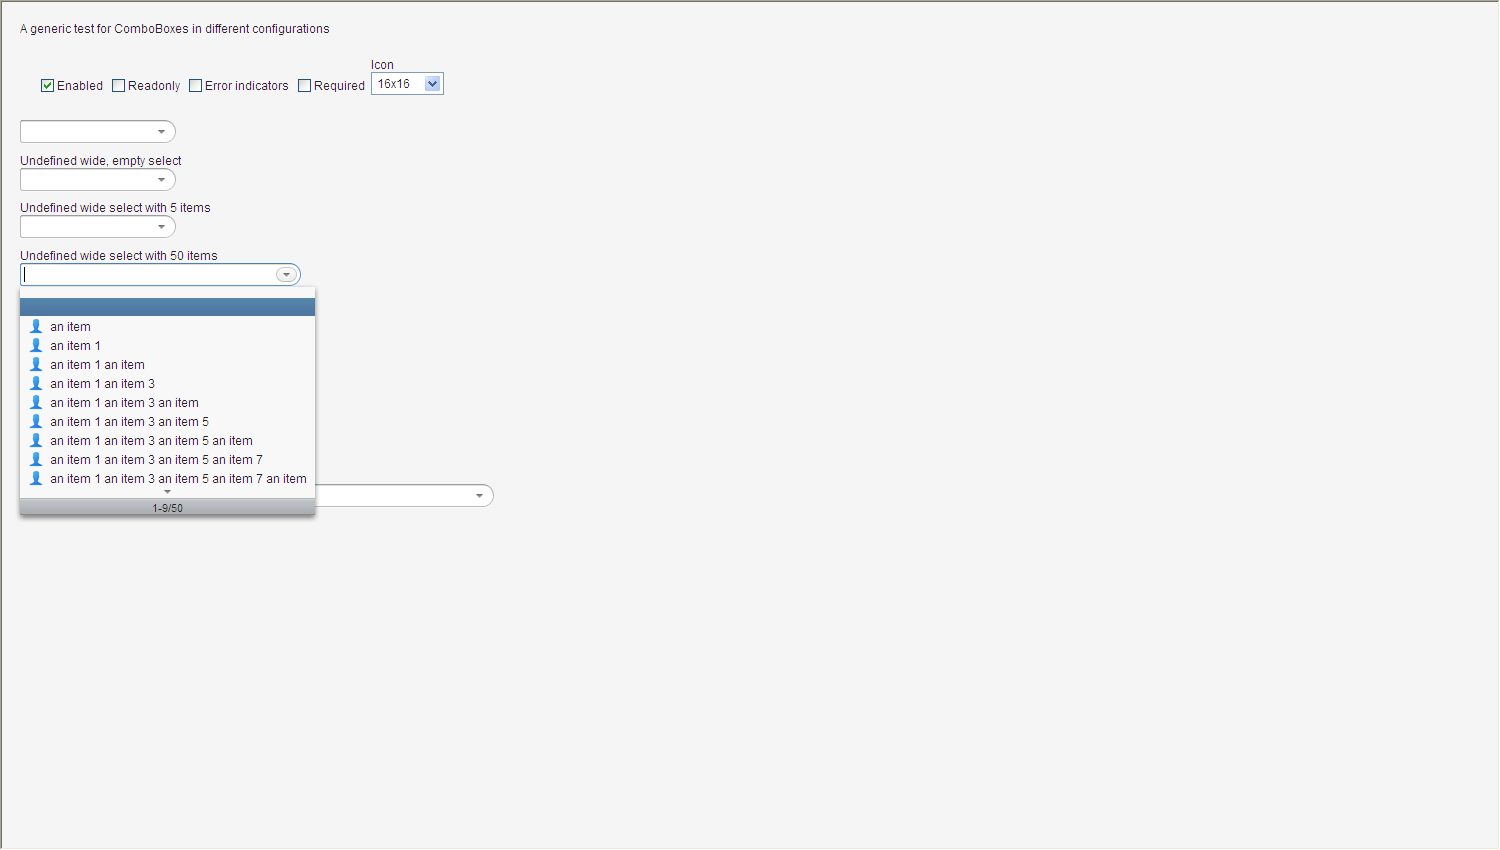 A generic test for ComboBoxes in different configurations
Icon
Enabled Readonly Error indicators Required 16x16
Undefined wide, empty select
Undefined wide select with 5 items
Undefined wide select with 50 items
an item
an item 1
an item 1 an item
an item 1 an item 3
an item 1 an item 3 an item
an item 1 an item 3 an item 5
an item 1 an item 3 an item 5 an item
an item 1 an item 3 an item 5 an item 7
an item 1 an item 3 an item 5 an item 7 an item
1-9/50